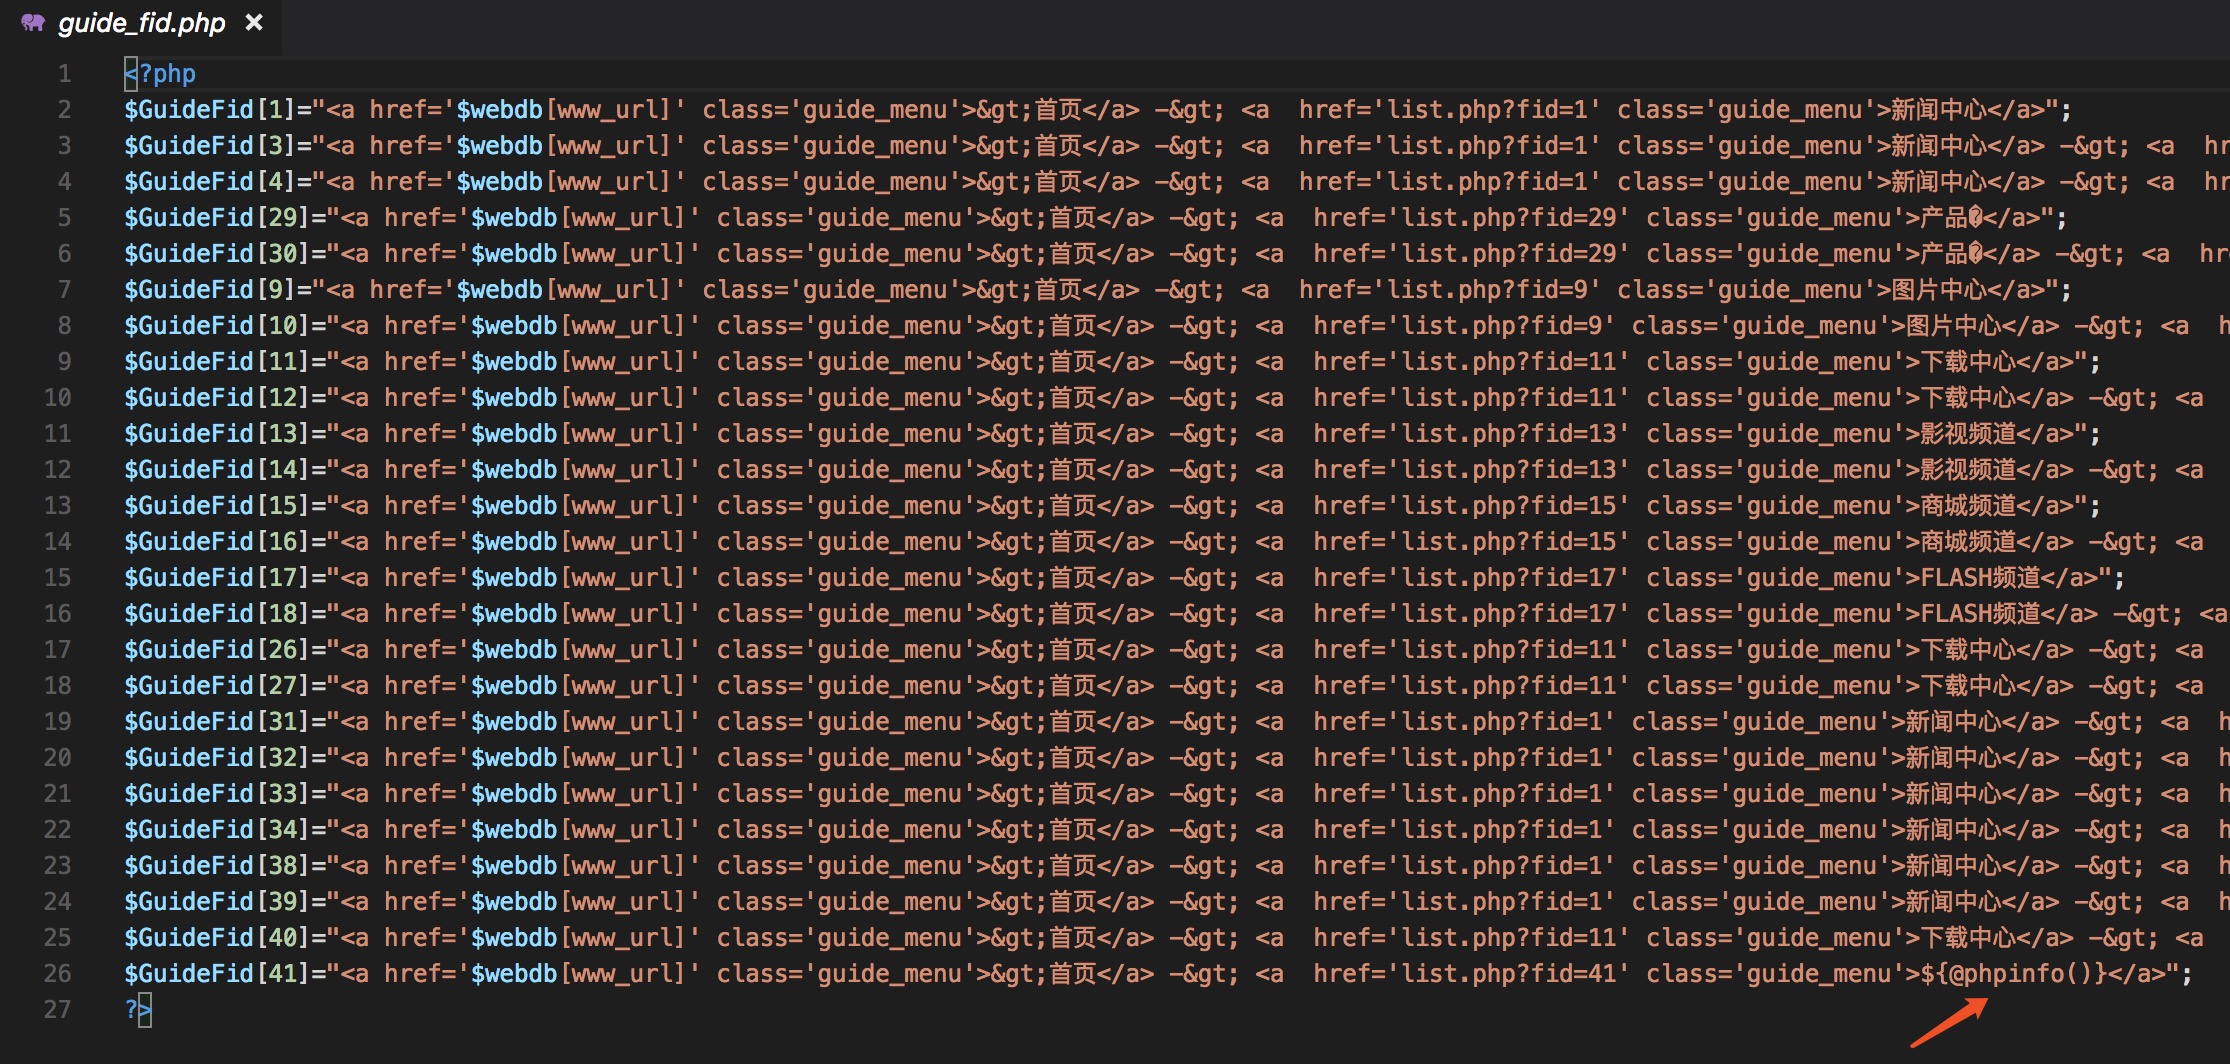 guide_fid.php ×
1 <?php
2 $GuideFid[1]="<a href='$webdb[www_url]' class='guide_menu'>&gt;首页</a> -&gt; <a  href='list.php?fid=1' class='guide_menu'>新闻中心</a>";
3 $GuideFid[3]="<a href='$webdb[www_url]' class='guide_menu'>&gt;首页</a> -&gt; <a  href='list.php?fid=1' class='guide_menu'>新闻中心</a> -&gt; <a  hr
4 $GuideFid[4]="<a href='$webdb[www_url]' class='guide_menu'>&gt;首页</a> -&gt; <a  href='list.php?fid=1' class='guide_menu'>新闻中心</a> -&gt; <a  hr
5 $GuideFid[29]="<a href='$webdb[www_url]' class='guide_menu'>&gt;首页</a> -&gt; <a  href='list.php?fid=29' class='guide_menu'>产品�</a>";
6 $GuideFid[30]="<a href='$webdb[www_url]' class='guide_menu'>&gt;首页</a> -&gt; <a  href='list.php?fid=29' class='guide_menu'>产品�</a> -&gt; <a  hr
7 $GuideFid[9]="<a href='$webdb[www_url]' class='guide_menu'>&gt;首页</a> -&gt; <a  href='list.php?fid=9' class='guide_menu'>图片中心</a>";
8 $GuideFid[10]="<a href='$webdb[www_url]' class='guide_menu'>&gt;首页</a> -&gt; <a  href='list.php?fid=9' class='guide_menu'>图片中心</a> -&gt; <a  h
9 $GuideFid[11]="<a href='$webdb[www_url]' class='guide_menu'>&gt;首页</a> -&gt; <a  href='list.php?fid=11' class='guide_menu'>下载中心</a>";
10 $GuideFid[12]="<a href='$webdb[www_url]' class='guide_menu'>&gt;首页</a> -&gt; <a  href='list.php?fid=11' class='guide_menu'>下载中心</a> -&gt; <a
11 $GuideFid[13]="<a href='$webdb[www_url]' class='guide_menu'>&gt;首页</a> -&gt; <a  href='list.php?fid=13' class='guide_menu'>影视频道</a>";
12 $GuideFid[14]="<a href='$webdb[www_url]' class='guide_menu'>&gt;首页</a> -&gt; <a  href='list.php?fid=13' class='guide_menu'>影视频道</a> -&gt; <a
13 $GuideFid[15]="<a href='$webdb[www_url]' class='guide_menu'>&gt;首页</a> -&gt; <a  href='list.php?fid=15' class='guide_menu'>商城频道</a>";
14 $GuideFid[16]="<a href='$webdb[www_url]' class='guide_menu'>&gt;首页</a> -&gt; <a  href='list.php?fid=15' class='guide_menu'>商城频道</a> -&gt; <a
15 $GuideFid[17]="<a href='$webdb[www_url]' class='guide_menu'>&gt;首页</a> -&gt; <a  href='list.php?fid=17' class='guide_menu'>FLASH频道</a>";
16 $GuideFid[18]="<a href='$webdb[www_url]' class='guide_menu'>&gt;首页</a> -&gt; <a  href='list.php?fid=17' class='guide_menu'>FLASH频道</a> -&gt; <a
17 $GuideFid[26]="<a href='$webdb[www_url]' class='guide_menu'>&gt;首页</a> -&gt; <a  href='list.php?fid=11' class='guide_menu'>下载中心</a> -&gt; <a
18 $GuideFid[27]="<a href='$webdb[www_url]' class='guide_menu'>&gt;首页</a> -&gt; <a  href='list.php?fid=11' class='guide_menu'>下载中心</a> -&gt; <a
19 $GuideFid[31]="<a href='$webdb[www_url]' class='guide_menu'>&gt;首页</a> -&gt; <a  href='list.php?fid=1' class='guide_menu'>新闻中心</a> -&gt; <a  h
20 $GuideFid[32]="<a href='$webdb[www_url]' class='guide_menu'>&gt;首页</a> -&gt; <a  href='list.php?fid=1' class='guide_menu'>新闻中心</a> -&gt; <a  h
21 $GuideFid[33]="<a href='$webdb[www_url]' class='guide_menu'>&gt;首页</a> -&gt; <a  href='list.php?fid=1' class='guide_menu'>新闻中心</a> -&gt; <a  h
22 $GuideFid[34]="<a href='$webdb[www_url]' class='guide_menu'>&gt;首页</a> -&gt; <a  href='list.php?fid=1' class='guide_menu'>新闻中心</a> -&gt; <a  h
23 $GuideFid[38]="<a href='$webdb[www_url]' class='guide_menu'>&gt;首页</a> -&gt; <a  href='list.php?fid=1' class='guide_menu'>新闻中心</a> -&gt; <a  h
24 $GuideFid[39]="<a href='$webdb[www_url]' class='guide_menu'>&gt;首页</a> -&gt; <a  href='list.php?fid=1' class='guide_menu'>新闻中心</a> -&gt; <a  h
25 $GuideFid[40]="<a href='$webdb[www_url]' class='guide_menu'>&gt;首页</a> -&gt; <a  href='list.php?fid=11' class='guide_menu'>下载中心</a> -&gt; <a
26 $GuideFid[41]="<a href='$webdb[www_url]' class='guide_menu'>&gt;首页</a> -&gt; <a  href='list.php?fid=41' class='guide_menu'>${@phpinfo()}</a>";
27 ?>